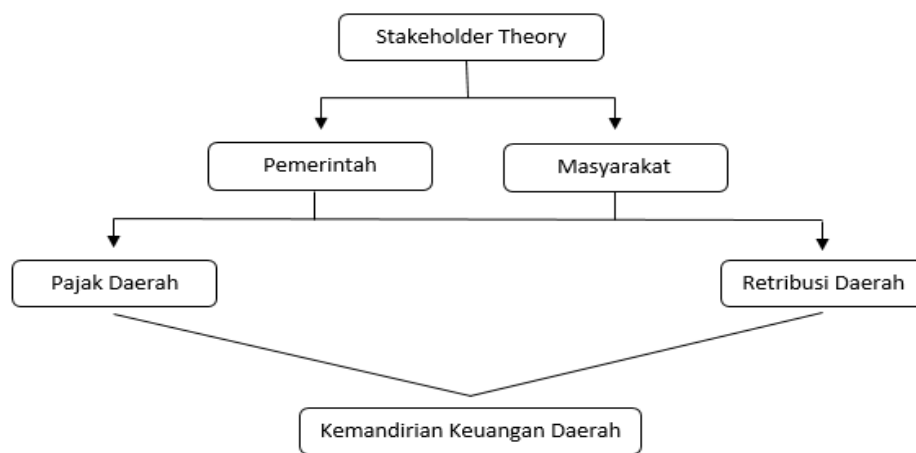 Stakeholder Theory
Pemerintah
Masyarakat
Pajak Daerah
Retribusi Daerah
Kemandirian Keuangan Daerah